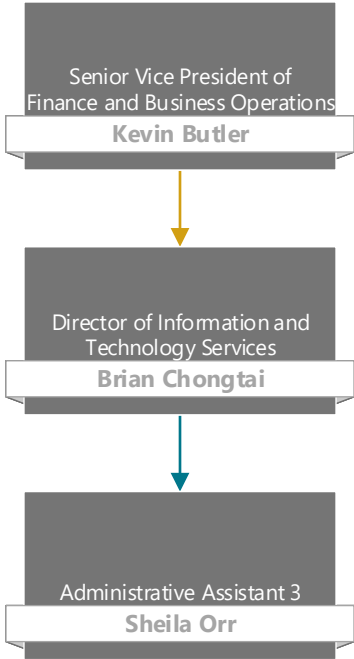 Senior Vice President of
Finance and Business Operations
Kevin Butler
Director of Information and
Technology Services
Brian Chongtai
Administrative Assistant 3
Sheila Orr